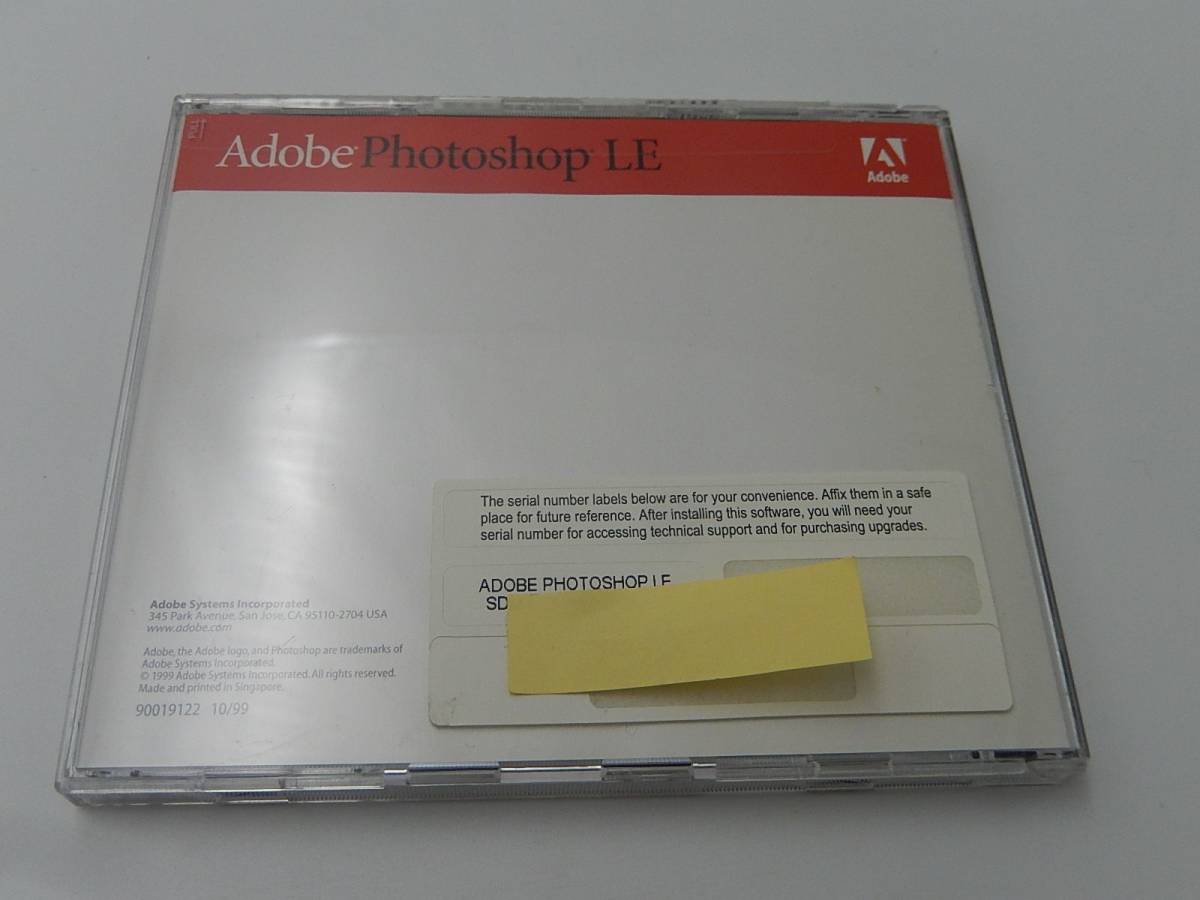 PULL
Adobe Photoshop LE
Adobe
The serial number labels below are for your convenience. Affix them in a safe
place for future reference. After installing this software, you will need your
serial number for accessing technical support and for purchasing upgrades.
ADOBE PHOTOSHOP LE
SD
Adobe Systems Incorporated
345 Park Avenue, San Jose, CA 95110-2704 USA
www.adobe.com
Adobe, the Adobe logo, and Photoshop are trademarks of
Adobe Systems Incorporated.
© 1999 Adobe Systems Incorporated. All rights reserved.
Made and printed in Singapore.
90019122 10/99